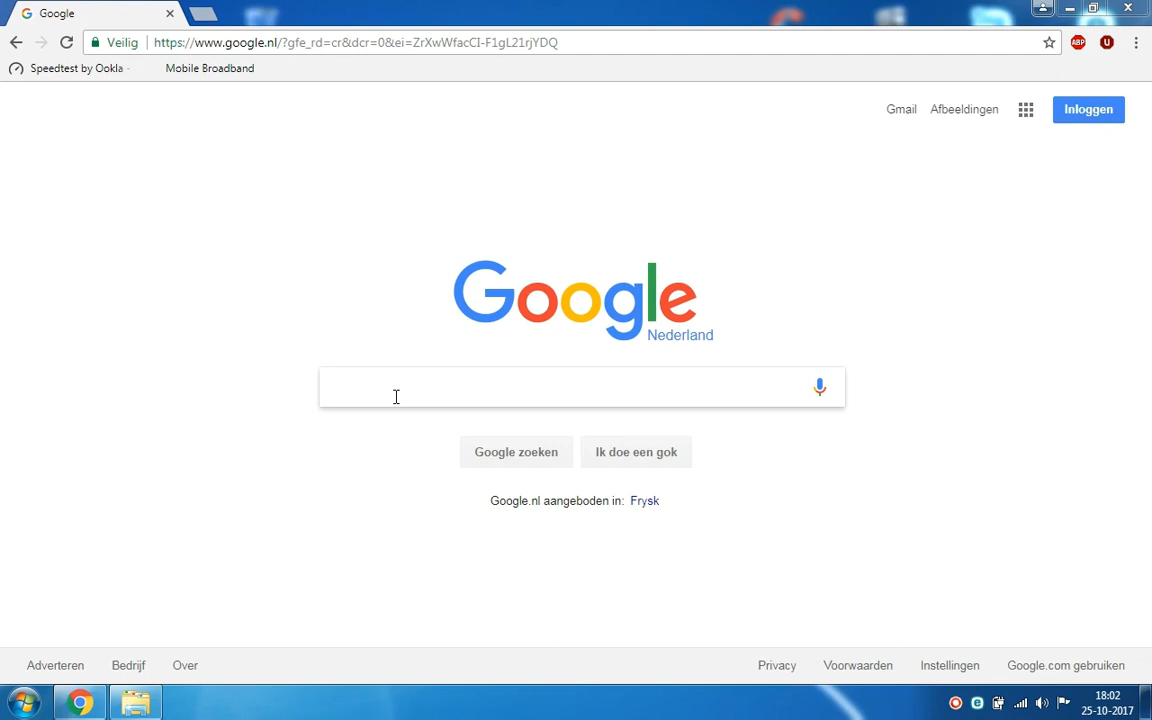 Google
Veilig
https://www.google.nl/?gfe_rd=cr&dcr=0&ei=ZrXwWfacCI-F1gL21rjYDQ
ABP
U
Speedtest by Ookla -
Mobile Broadband
Gmail
Afbeeldingen
Inloggen
Google
Nederland
Google zoeken
Ik doe een gok
Google.nl aangeboden in: Frysk
Adverteren
Bedrijf
Over
Privacy
Voorwaarden
Instellingen
Google.com gebruiken
18:02
25-10-2017